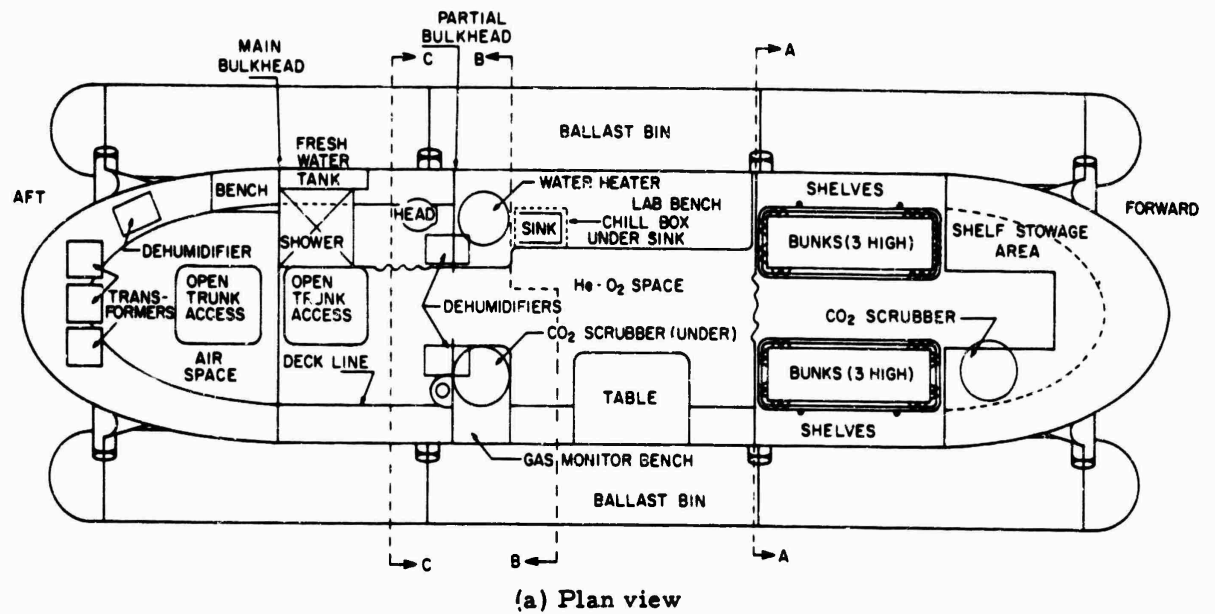 PARTIAL
BULKHEAD
MAIN
BULKHEAD
C
B
A
BALLAST BIN
FRESH
WATER
TANK
BENCH
WATER HEATER
SHELVES
AFT
HEAD
LAB BENCH
FORWARD
SINK
CHILL BOX
UNDER SINK
BUNKS (3 HIGH)
SHELF STOWAGE
AREA
SHOWER
DEHUMIDIFIER
OPEN
TRUNK
ACCESS
OPEN
TRUNK
ACCESS
TRANS-
FORMERS
He-O2 SPACE
DEHUMIDIFIERS
CO2 SCRUBBER (UNDER)
CO2 SCRUBBER
AIR
SPACE
DECK LINE
TABLE
BUNKS (3 HIGH)
SHELVES
GAS MONITOR BENCH
BALLAST BIN
C
B
A
(a) Plan view